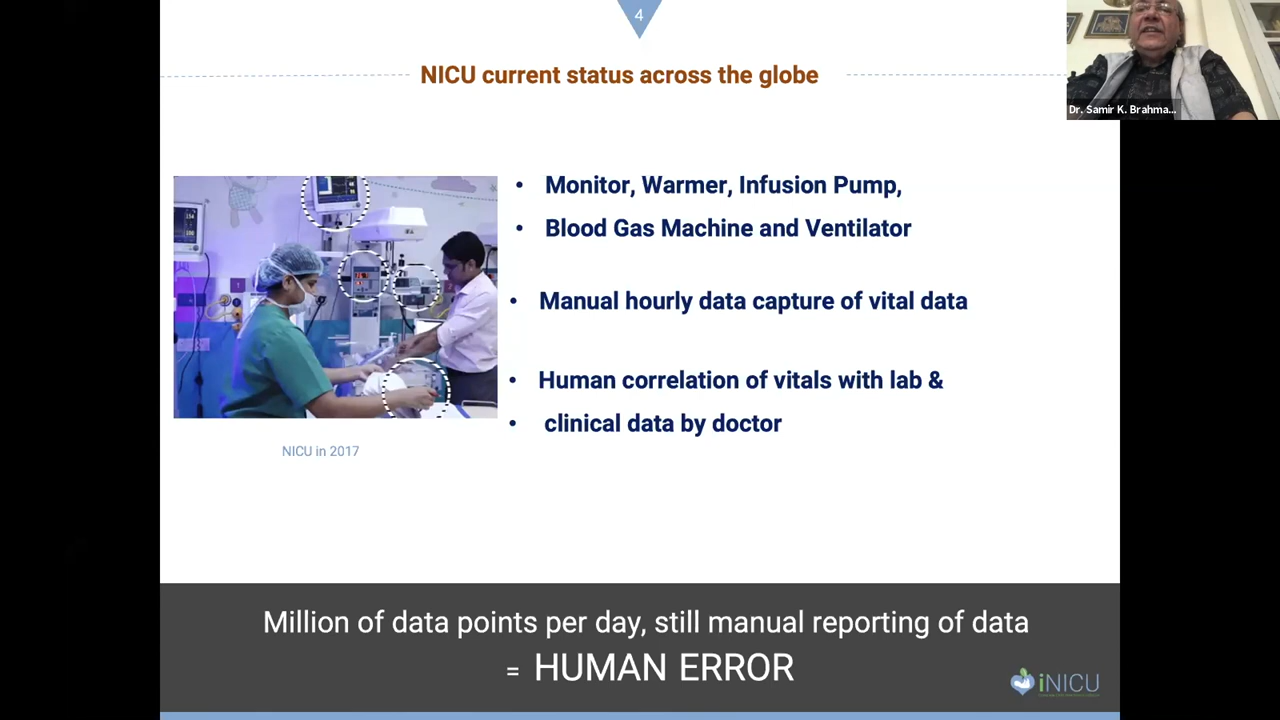 4
Dr. Samir K. Brahma...
NICU current status across the globe
• Monitor, Warmer, Infusion Pump,
• Blood Gas Machine and Ventilator
• Manual hourly data capture of vital data
• Human correlation of vitals with lab &
• clinical data by doctor
NICU in 2017
Million of data points per day, still manual reporting of data
= HUMAN ERROR
iNICU